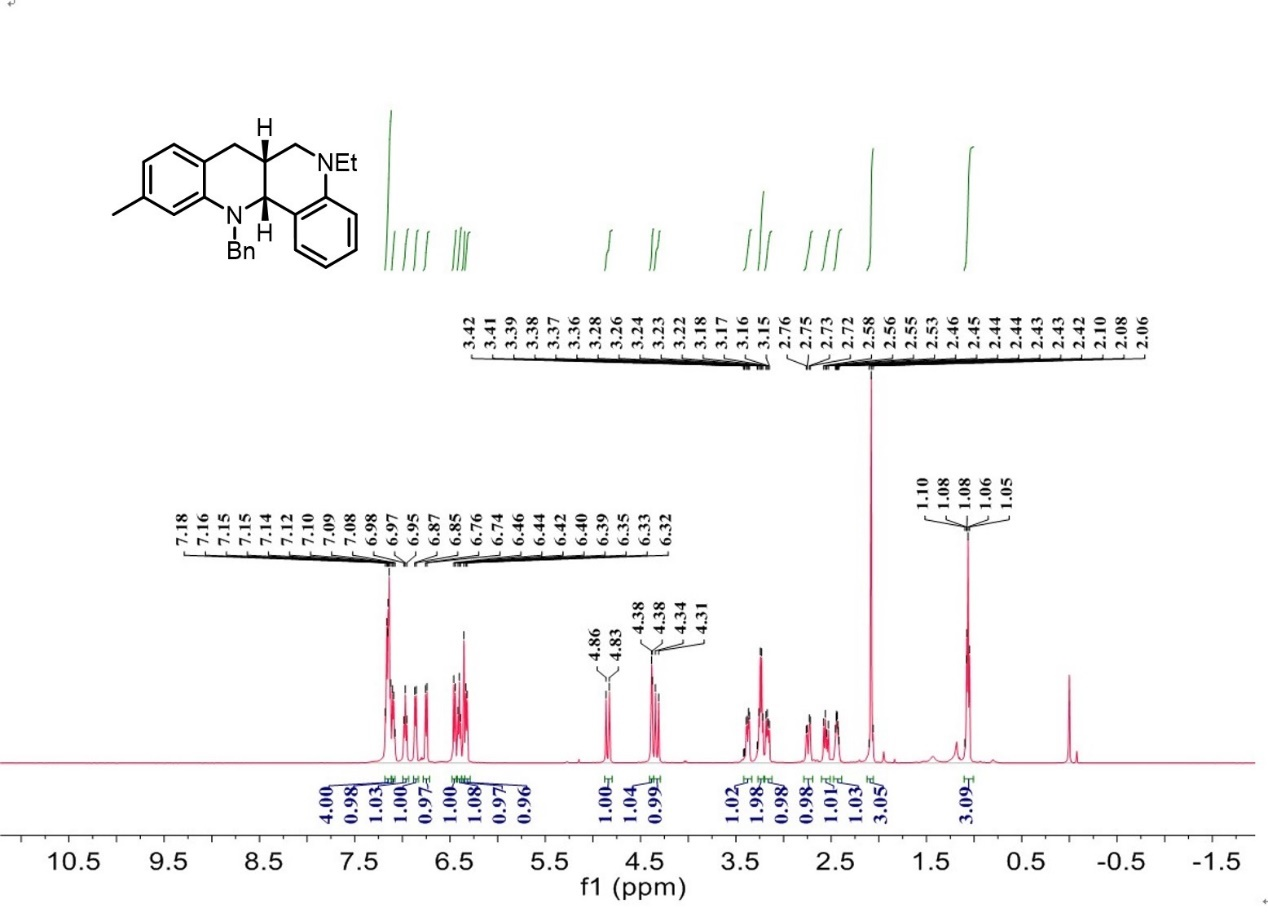 H
NEt
N
H
Bn
3.42 3.41 3.39 3.38 3.37 3.36 3.28 3.26 3.24 3.23 3.22 3.18 3.17 3.16 3.15 2.76 2.75 2.73 2.72 2.58 2.56 2.55 2.53 2.46 2.45 2.44 2.44 2.43 2.43 2.42 2.10 2.08 2.06
1.10 1.08 1.08 1.06 1.05
7.18 7.16 7.15 7.15 7.14 7.12 7.10 7.09 7.08 6.98 6.97 6.95 6.87 6.85 6.76 6.74 6.46 6.44 6.42 6.40 6.39 6.35 6.33 6.32
4.86 4.83 4.38 4.38 4.34 4.31
4.00 0.98 1.03 1.00 0.97 1.00 1.08 0.97 0.96 1.00 1.04 0.99 1.02 1.98 0.98 0.98 1.01 1.03 3.05 3.09
10.5 9.5 8.5 7.5 6.5 5.5 4.5 3.5 2.5 1.5 0.5 -0.5 -1.5
f1 (ppm)